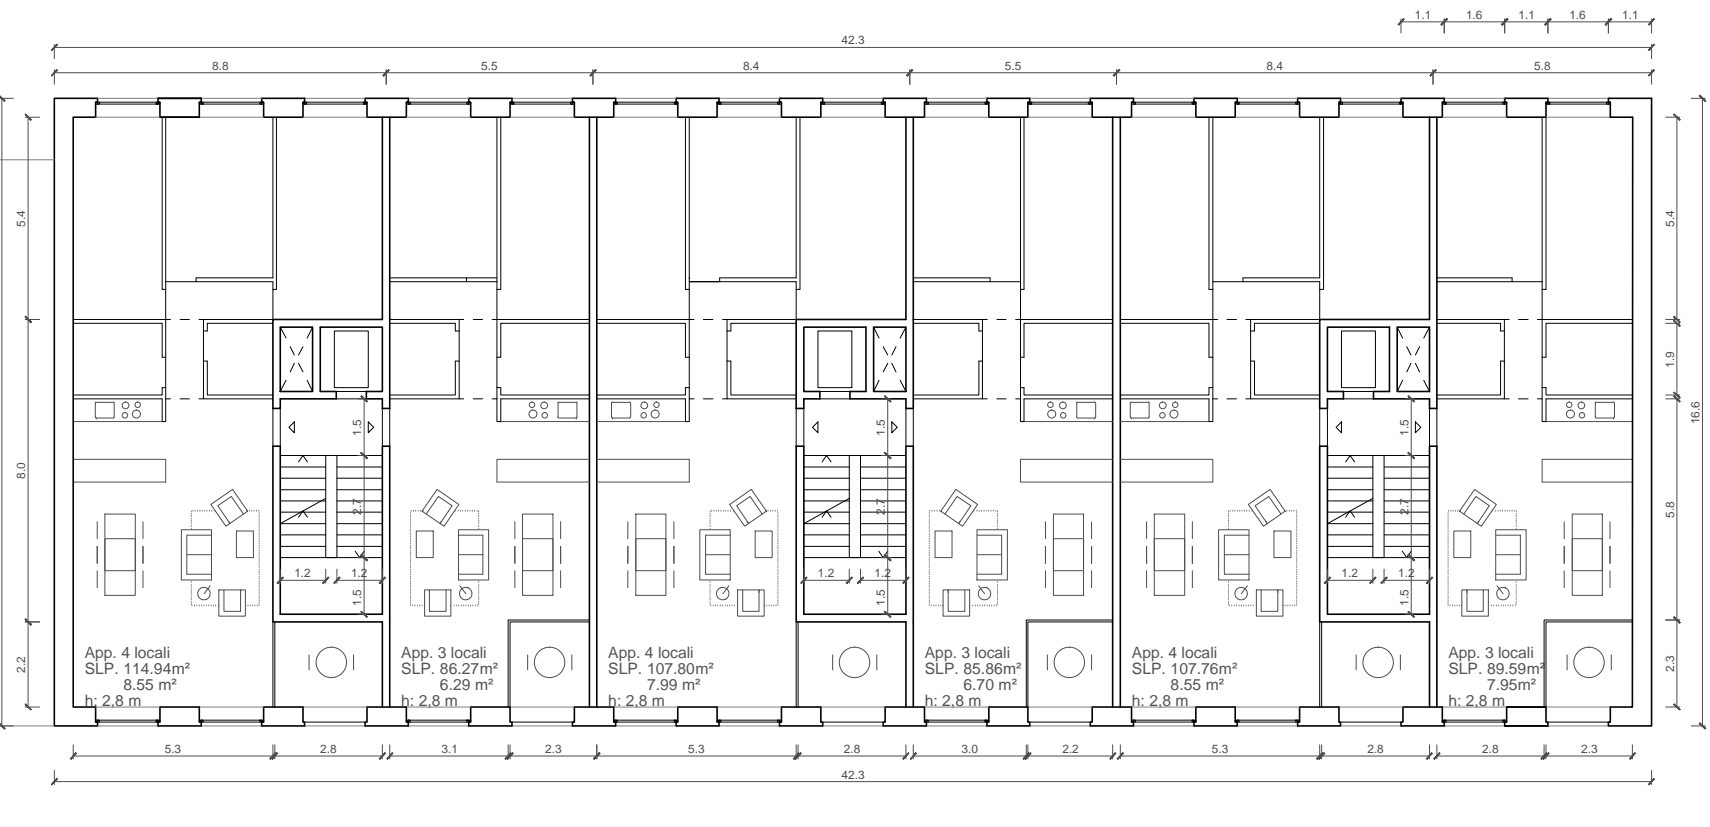 1.1 1.6 1.1 1.6 1.1
42.3
8.8 5.5 8.4 5.5 8.4 5.8
5.4
5.4
1.9
16.6
1.5 1.5 1.5
8.0
2.7 2.7 2.7
5.8
1.2 1.2 1.2 1.2 1.2 1.2
1.5 1.5 1.5
2.2
2.3
App. 4 locali
SLP. 114.94m²
8.55 m²
h: 2,8 m
App. 3 locali
SLP. 86.27m²
6.29 m²
h: 2,8 m
App. 4 locali
SLP. 107.80m²
7.99 m²
h: 2,8 m
App. 3 locali
SLP. 85.86m²
6.70 m²
h: 2,8 m
App. 4 locali
SLP. 107.76m²
8.55 m²
h: 2,8 m
App. 3 locali
SLP. 89.59m²
7.95m²
h: 2,8 m
5.3 2.8 3.1 2.3 5.3 2.8 3.0 2.2 5.3 2.8 2.8 2.3
42.3